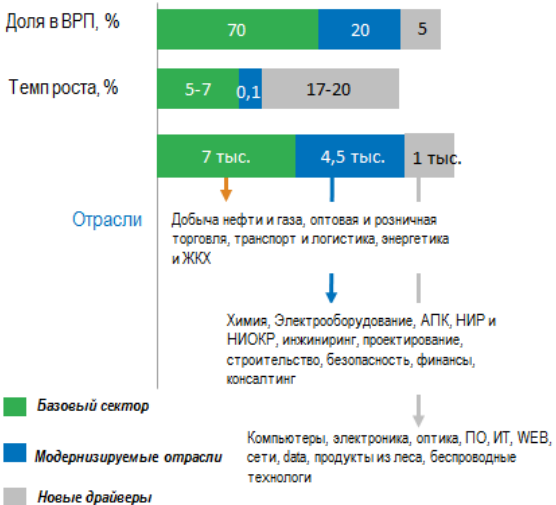 Доля в ВРП, %
70
20
5
Темп роста, %
5-7
0,1
17-20
7 тыс.
4,5 тыс.
1 тыс.
Отрасли
Добыча нефти и газа, оптовая и розничная
торговля, транспорт и логистика, энергетика
и ЖКХ
Химия, Электрооборудование, АПК, НИР и
НИОКР, инжиниринг, проектирование,
строительство, безопасность, финансы,
консалтинг
Компьютеры, электроника, оптика, ПО, ИТ, WEB,
сети, data, продукты из леса, беспроводные
технологи
Базовый сектор
Модернизируемые отрасли
Новые драйверы